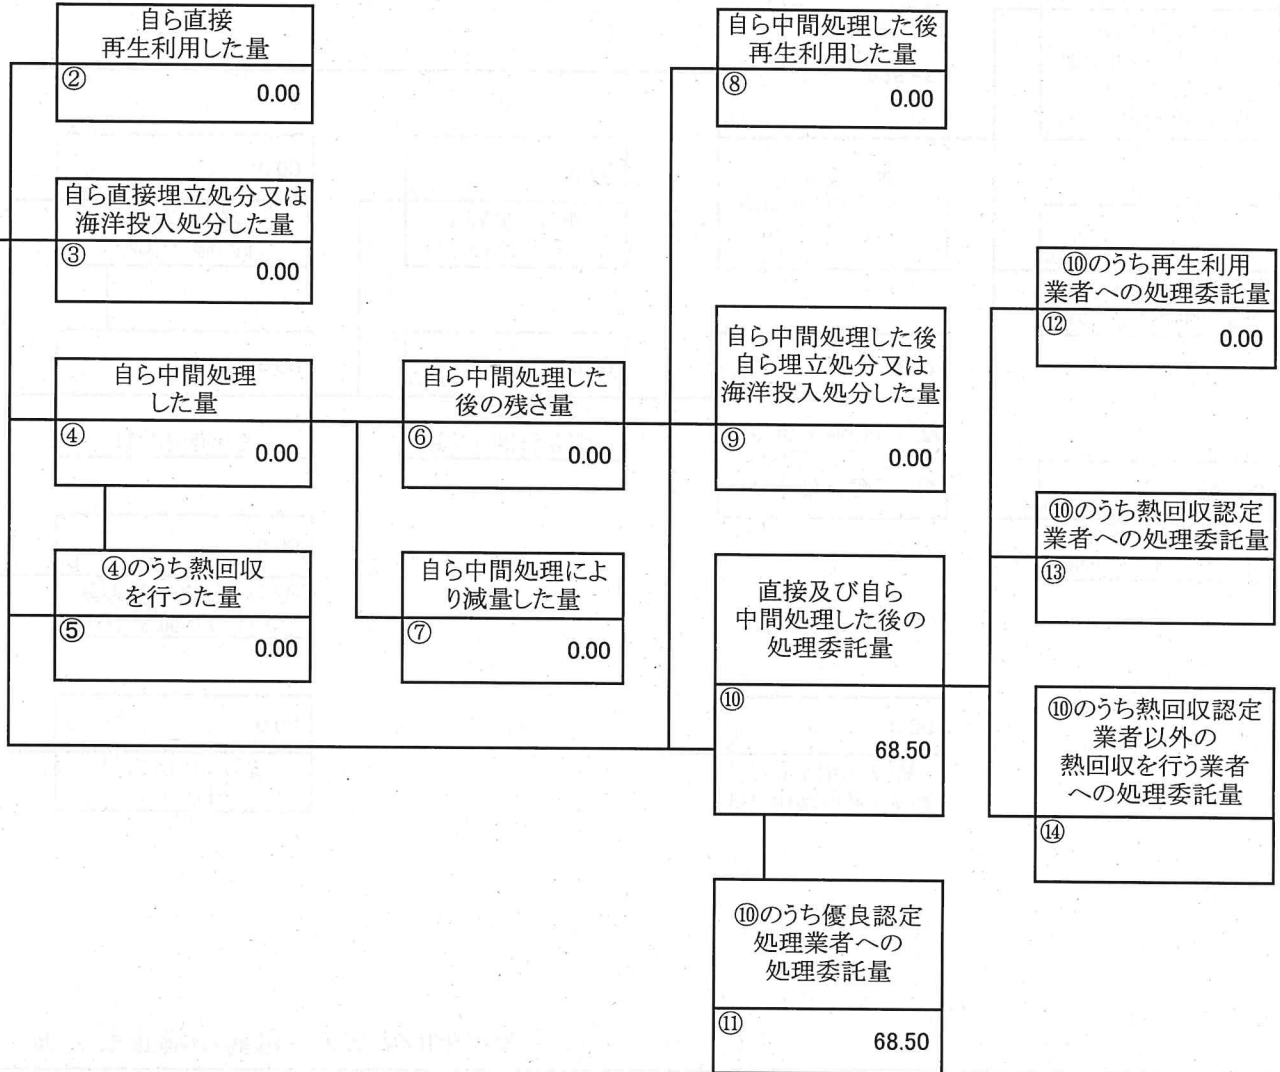 自ら直接
再生利用した量
②
0.00
自ら直接埋立処分又は
海洋投入処分した量
③
0.00
自ら中間処理
した量
④
0.00
④のうち熱回収
を行った量
⑤
0.00
自ら中間処理した
後の残さ量
⑥
0.00
自ら中間処理によ
り減量した量
⑦
0.00
自ら中間処理した後
再生利用した量
⑧
0.00
自ら中間処理した後
自ら埋立処分又は
海洋投入処分した量
⑨
0.00
直接及び自ら
中間処理した後の
処理委託量
⑩
68.50
⑩のうち優良認定
処理業者への
処理委託量
⑪
68.50
⑩のうち再生利用
業者への処理委託量
⑫
0.00
⑩のうち熱回収認定
業者への処理委託量
⑬
⑩のうち熱回収認定
業者以外の
熱回収を行う業者
への処理委託量
⑭